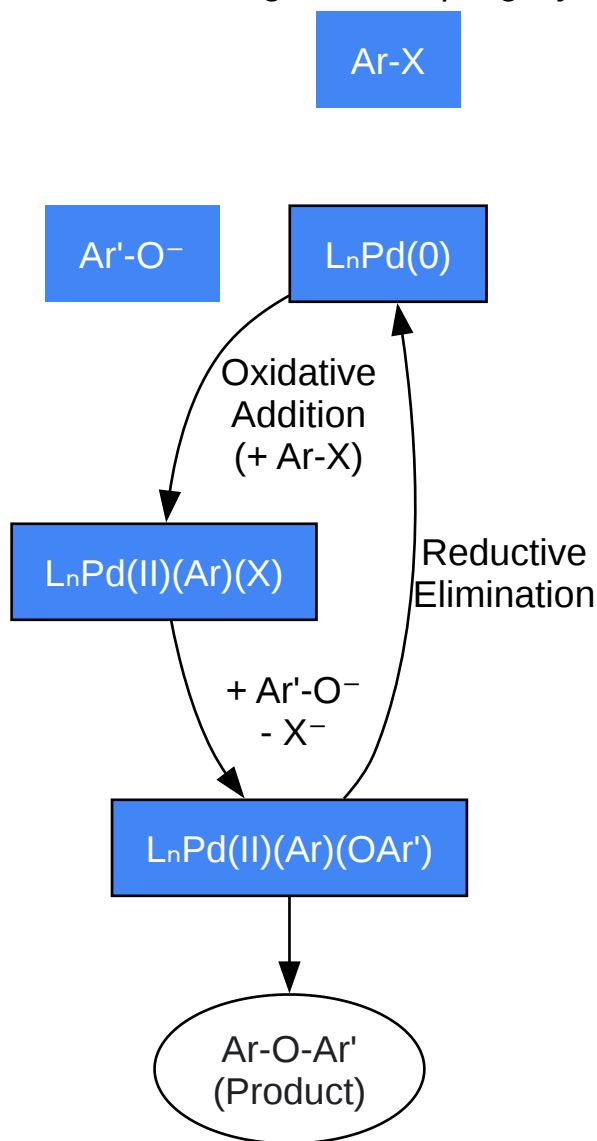 Ar-X
Ar'-O⁻
LₙPd(0)
Oxidative
Addition
(+ Ar-X)
LₙPd(II)(Ar)(X)
Reductive
Elimination
+ Ar'-O⁻
- X⁻
LₙPd(II)(Ar)(OAr')
Ar-O-Ar'
(Product)